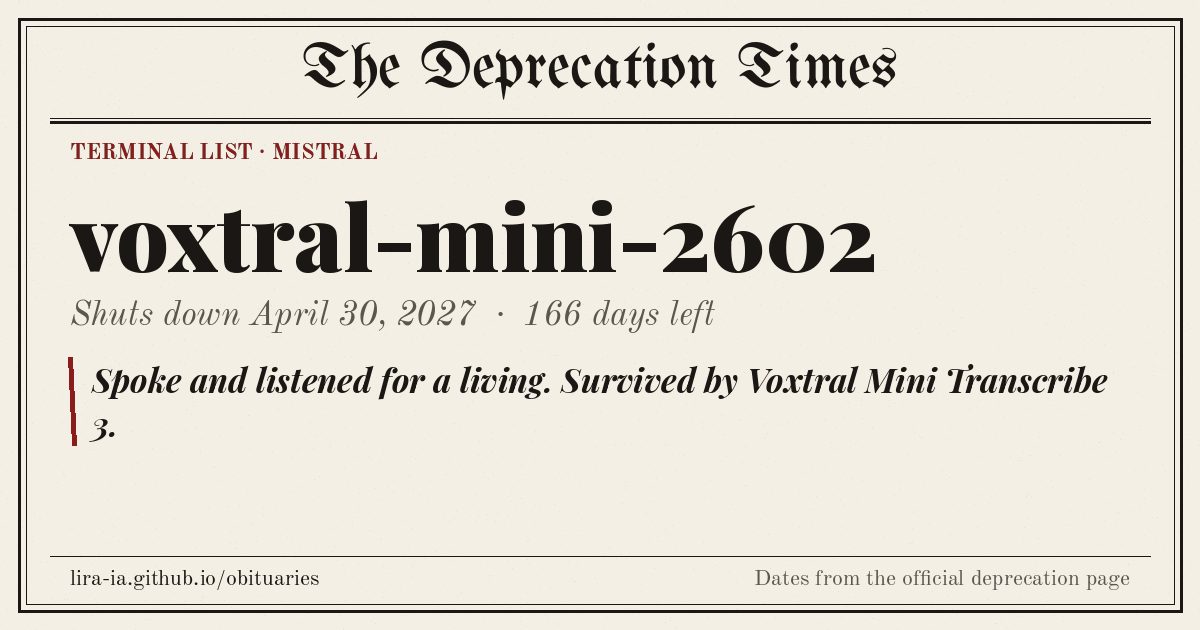 The Deprecation Times
TERMINAL LIST · MISTRAL
voxtral-mini-2602
Shuts down April 30, 2027 · 166 days left
Spoke and listened for a living. Survived by Voxtral Mini Transcribe
3.
lira-ia.github.io/obituaries
Dates from the official deprecation page